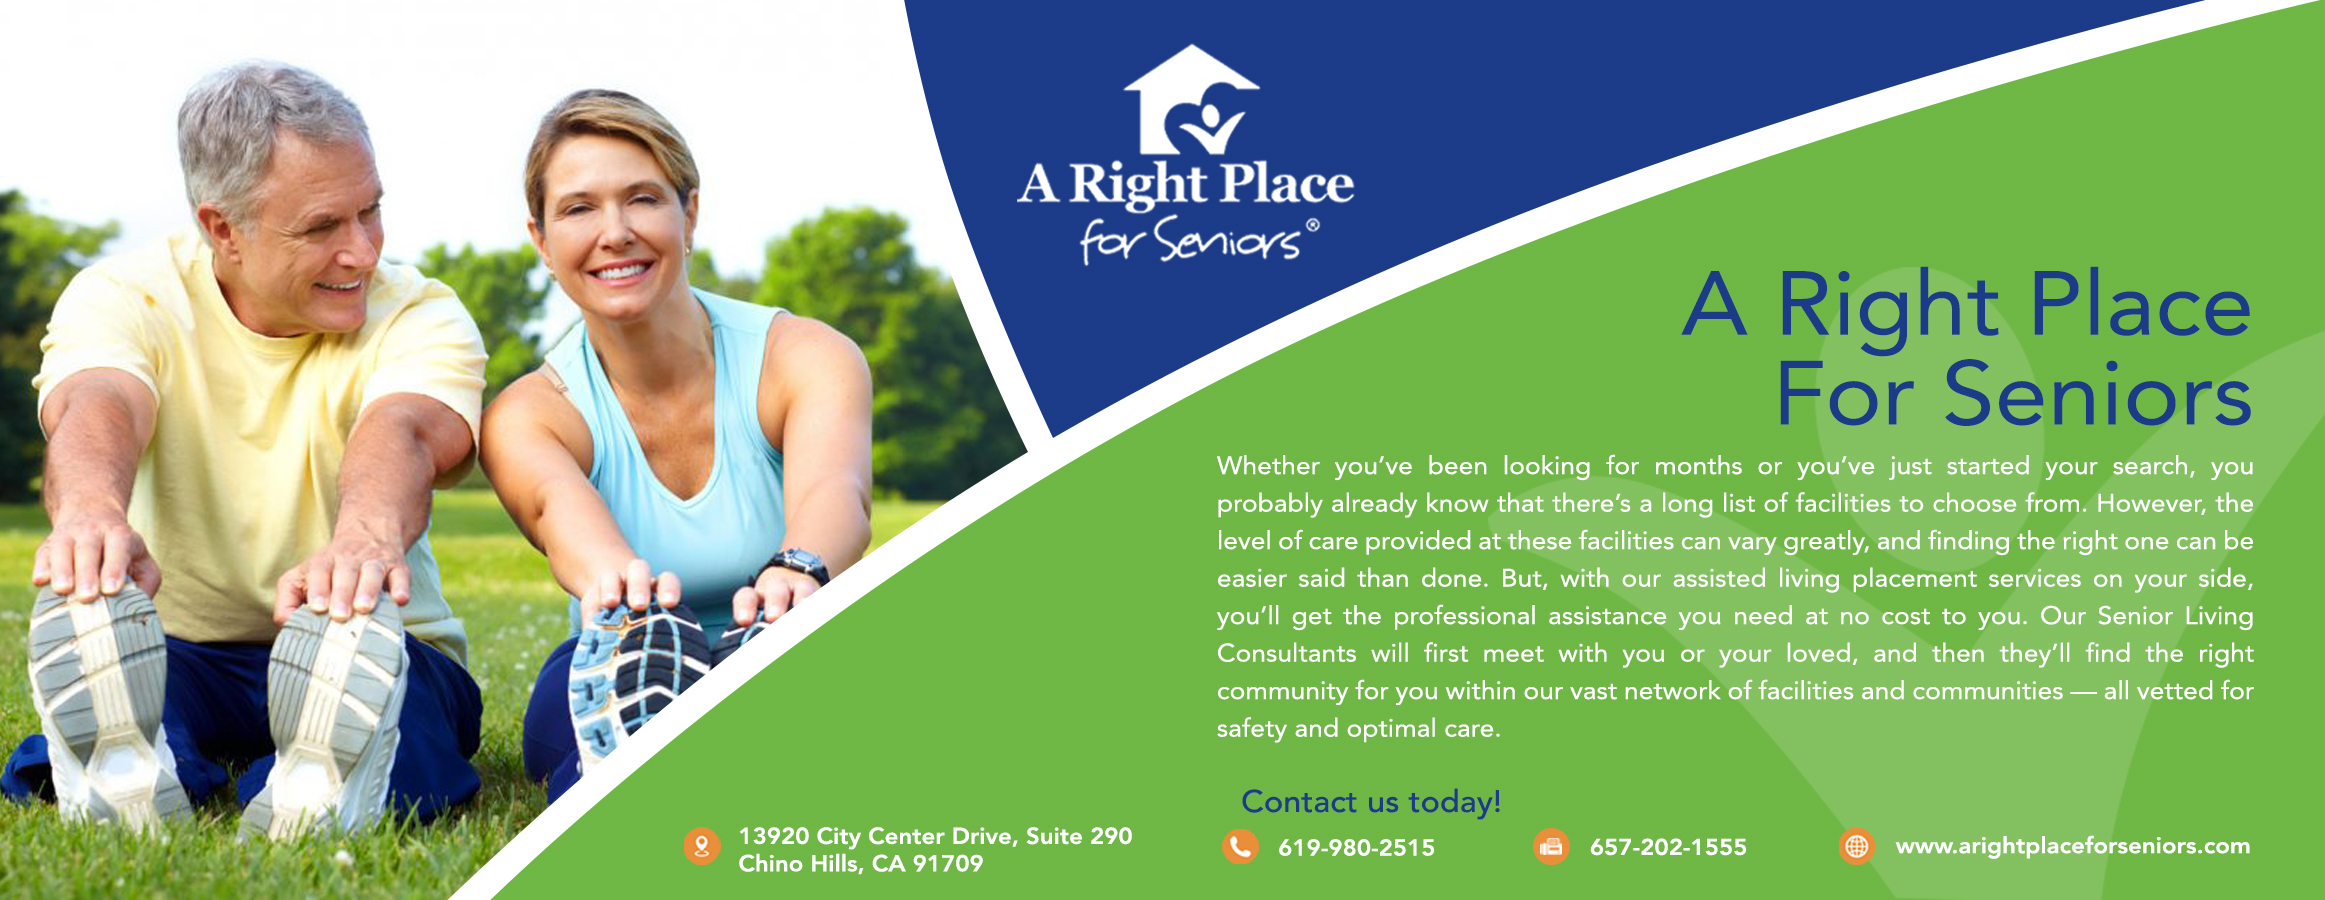 A Right Place
for Seniors®
A Right Place
For Seniors
Whether you've been looking for months or you've just started your search, you
probably already know that there's a long list of facilities to choose from. However, the
level of care provided at these facilities can vary greatly, and finding the right one can be
easier said than done. But, with our assisted living placement services on your side,
you'll get the professional assistance you need at no cost to you. Our Senior Living
Consultants will first meet with you or your loved, and then they'll find the right
community for you within our vast network of facilities and communities — all vetted for
safety and optimal care.
Contact us today!
13920 City Center Drive, Suite 290
Chino Hills, CA 91709
619-980-2515
657-202-1555
www.arightplaceforseniors.com